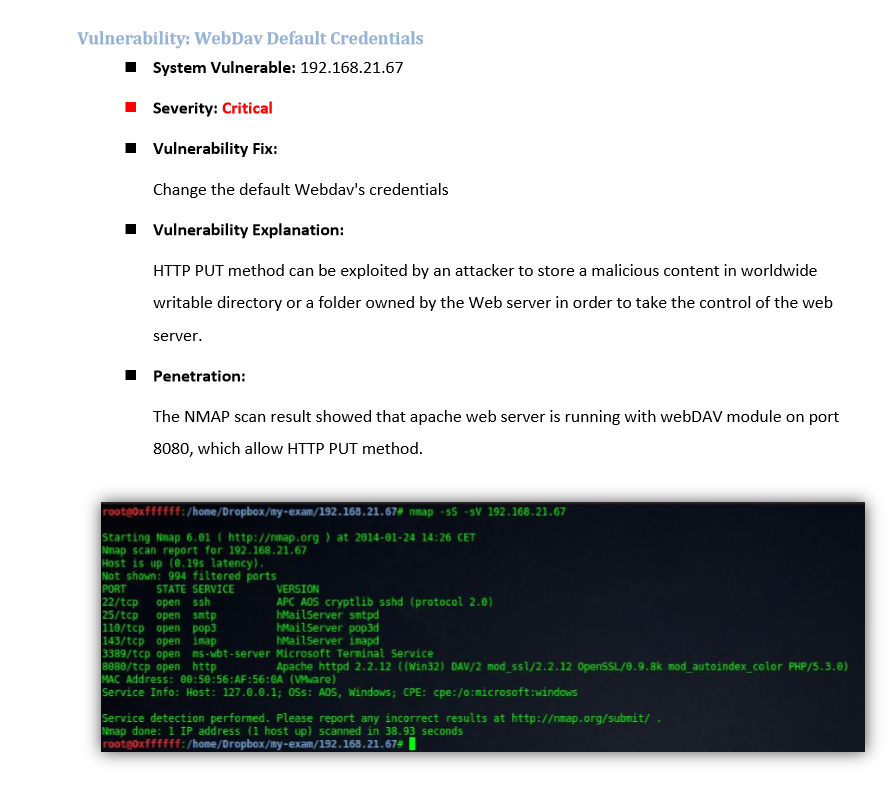 Vulnerability: WebDav Default Credentials
System Vulnerable: 192.168.21.67
Severity: Critical
Vulnerability Fix:
Change the default Webdav's credentials
Vulnerability Explanation:
HTTP PUT method can be exploited by an attacker to store a malicious content in worldwide
writable directory or a folder owned by the Web server in order to take the control of the web
server.
Penetration:
The NMAP scan result showed that apache web server is running with webDAV module on port
8080, which allow HTTP PUT method.
root@0xffffff:/home/Dropbox/my-exam/192.168.21.67# nmap -sS -sV 192.168.21.67
Starting Nmap 6.01 ( http://nmap.org ) at 2014-01-24 14:26 CET
Nmap scan report for 192.168.21.67
Host is up (0.19s latency).
Not shown: 994 filtered ports
PORT STATE SERVICE VERSION
22/tcp open ssh APC AOS cryptlib sshd (protocol 2.0)
25/tcp open smtp hMailServer smtpd
110/tcp open pop3 hMailServer pop3d
143/tcp open imap hMailServer imapd
3389/tcp open ms-wbt-server Microsoft Terminal Service
8080/tcp open http Apache httpd 2.2.12 ((Win32) DAV/2 mod_ssl/2.2.12 OpenSSL/0.9.8k mod_autoindex_color PHP/5.3.0)
MAC Address: 00:50:56:AF:56:0A (VMware)
Service Info: Host: 127.0.0.1; OSs: AOS, Windows; CPE: cpe:/o:microsoft:windows
Service detection performed. Please report any incorrect results at http://nmap.org/submit/ .
Nmap done: 1 IP address (1 host up) scanned in 38.93 seconds
root@0xffffff:/home/Dropbox/my-exam/192.168.21.67#